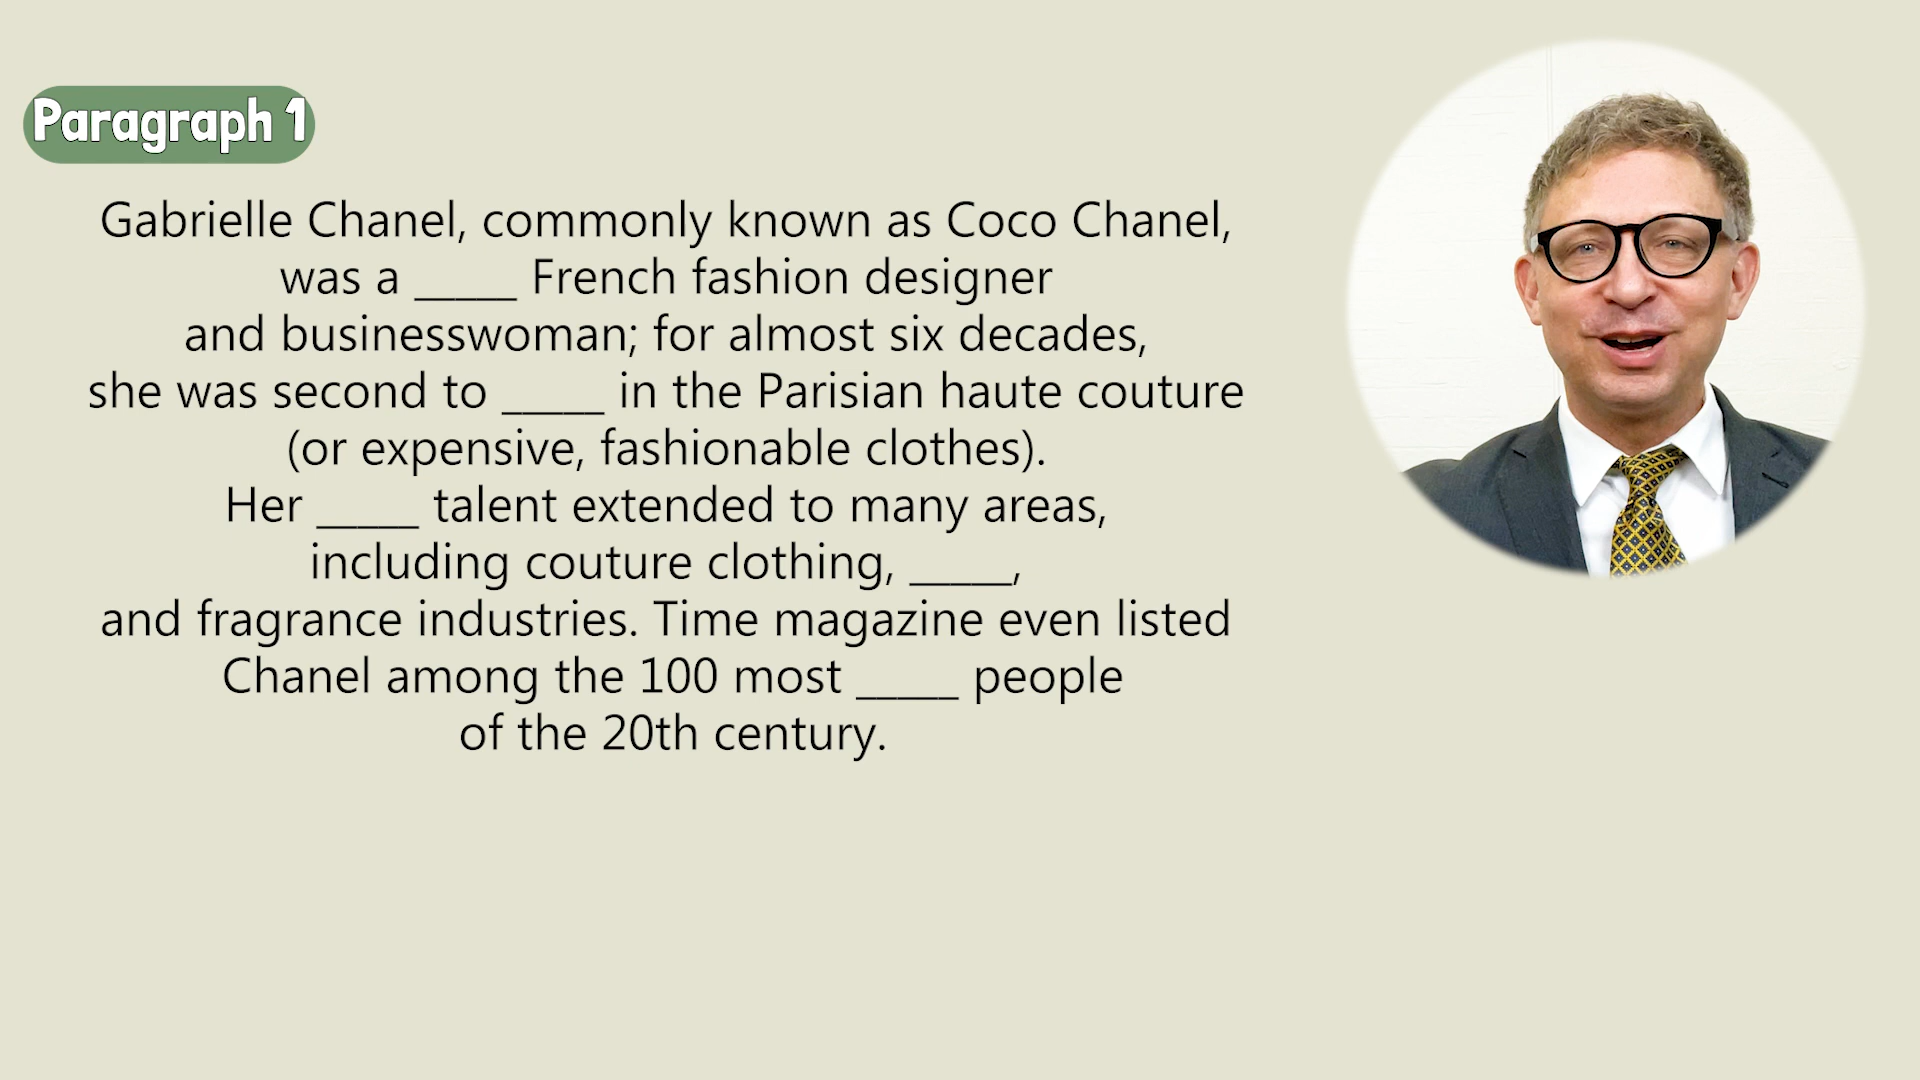 Paragraph 1
Gabrielle Chanel, commonly known as Coco Chanel,
was a _____ French fashion designer
and businesswoman; for almost six decades,
she was second to _____ in the Parisian haute couture
(or expensive, fashionable clothes).
Her _____ talent extended to many areas,
including couture clothing, _____,
and fragrance industries. Time magazine even listed
Chanel among the 100 most _____ people
of the 20th century.